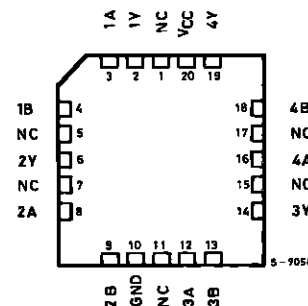 1A 1Y NC VCC 4Y
3 2 1 20 19
1B 4 18 4B
NC 5 17 NC
2Y 6 16 4A
NC 7 15 NC
2A 8 14 3Y
9 10 11 12 13
2B GND NC 3A 3B